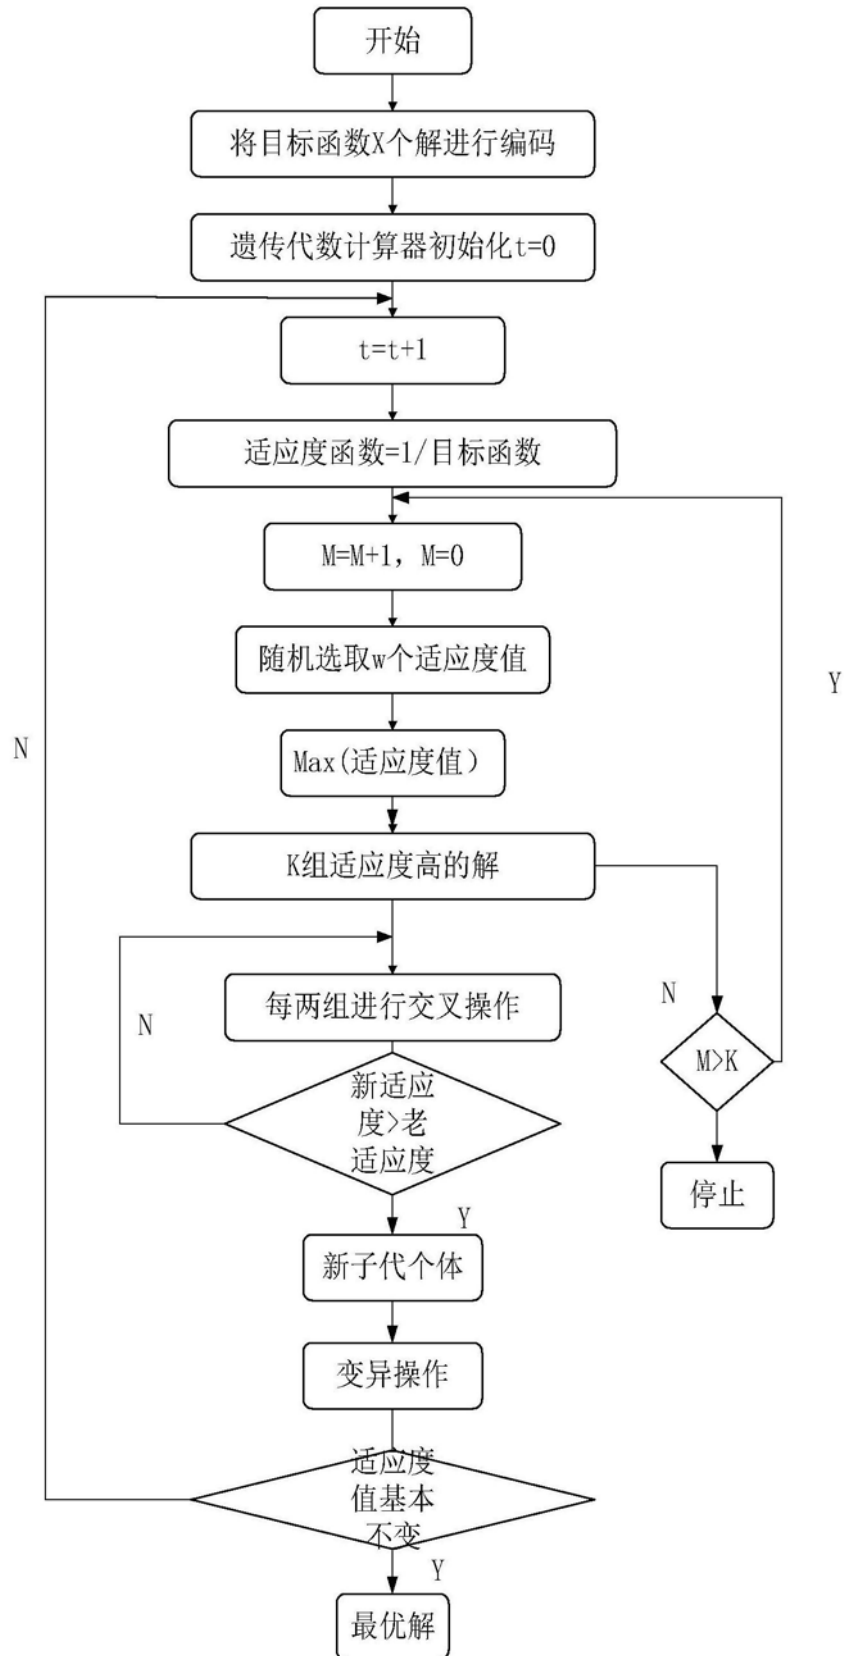 开始
将目标函数X个解进行编码
遗传代数计算器初始化t=0
t=t+1
适应度函数=1/目标函数
M=M+1，M=0
随机选取w个适应度值
Y
N
Max(适应度值）
K组适应度高的解
N
每两组进行交叉操作
N
M>K
新适应
度>老
适应度
停止
Y
新子代个体
变异操作
适应度
值基本
不变
Y
最优解